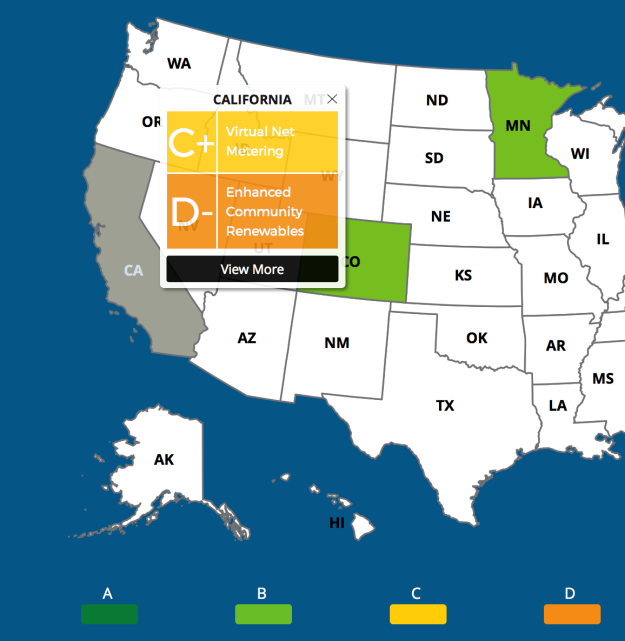 WA
MT
ND
MN
OR
ID
WY
SD
WI
CALIFORNIA
C+
Virtual Net
Metering
D-
Enhanced
Community
Renewables
View More
NV
UT
CO
CA
NE
IA
IL
KS
MO
AZ
NM
OK
AR
MS
TX
LA
AK
HI
A
B
C
D